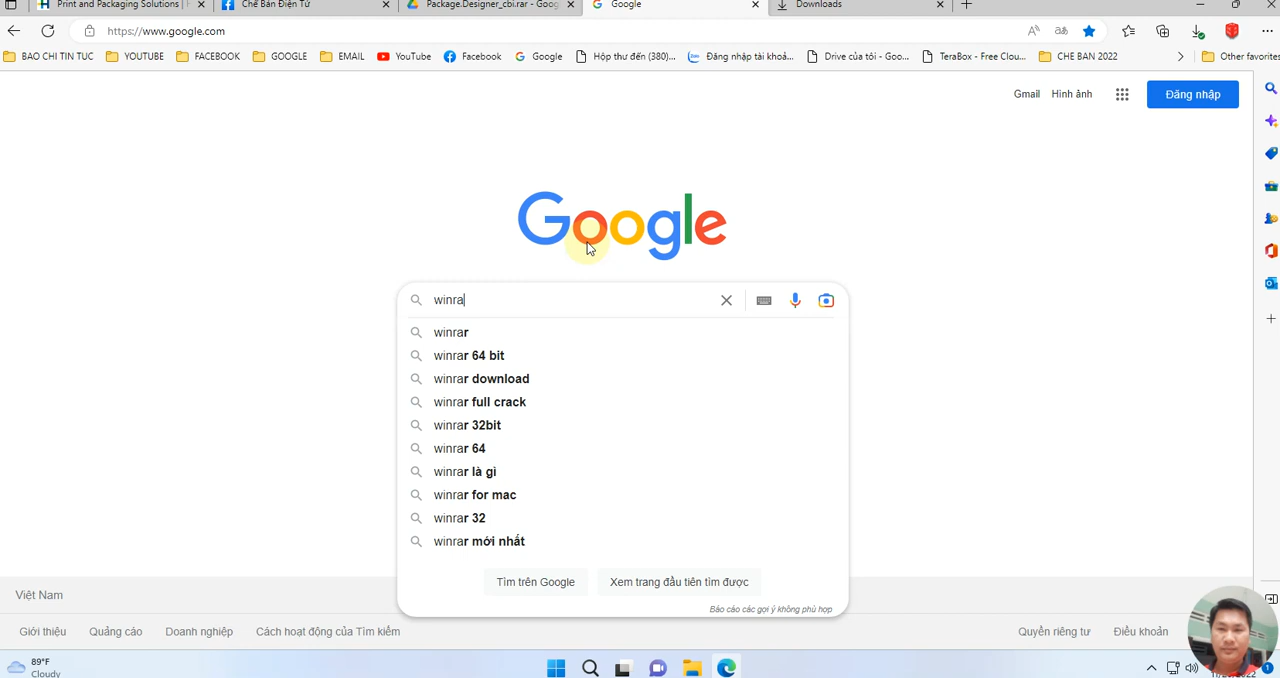 Print and Packaging Solutions |
Chế Bản Điện Tử
Package.Designer_cbi.rar - Goog
Google
Downloads
https://www.google.com
BAO CHI TIN TUC
YOUTUBE
FACEBOOK
GOOGLE
EMAIL
YouTube
Facebook
Google
Hộp thư đến (380)...
Đăng nhập tài khoả...
Drive của tôi - Goo...
TeraBox - Free Clou...
CHE BAN 2022
Other favorites
Gmail
Hình ảnh
Đăng nhập
Google
winra
winrar
winrar 64 bit
winrar download
winrar full crack
winrar 32bit
winrar 64
winrar là gì
winrar for mac
winrar 32
winrar mới nhất
Tìm trên Google
Xem trang đầu tiên tìm được
Báo cáo các gợi ý không phù hợp
Việt Nam
Giới thiệu
Quảng cáo
Doanh nghiệp
Cách hoạt động của Tìm kiếm
Quyền riêng tư
Điều khoản
89°F
Cloudy